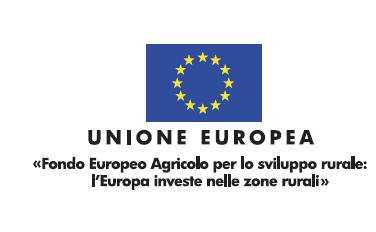 UNIONE EUROPEA
«Fondo Europeo Agricolo per lo sviluppo rurale:
l'Europa investe nelle zone rurali»